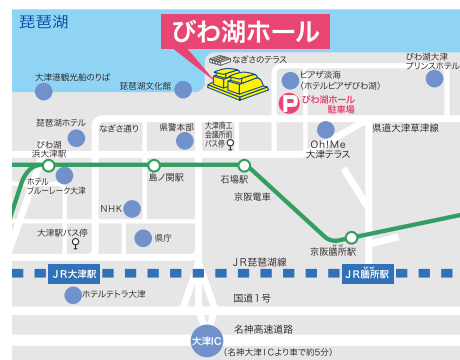 琵琶湖
びわ湖ホール
なぎさのテラス
びわ湖大津
プリンスホテル
大津港観光船のりば
琵琶湖文化館
ピアザ淡海
(ホテルピアザびわ湖)
P びわ湖ホール
駐車場
琵琶湖ホテル
なぎさ通り
県警本部
大津商工
会議所前
バス停
県道大津草津線
Oh!Me
大津テラス
びわ湖
浜大津駅
ホテル
ブルーレーク大津
島ノ関駅
石場駅
京阪電車
NHK
大津駅バス停
県庁
京阪膳所駅
ぜぜ
JR琵琶湖線
JR大津駅
JR膳所駅
ぜぜ
ホテルテトラ大津
国道1号
名神高速道路
大津IC
(名神大津ICより車で約5分)